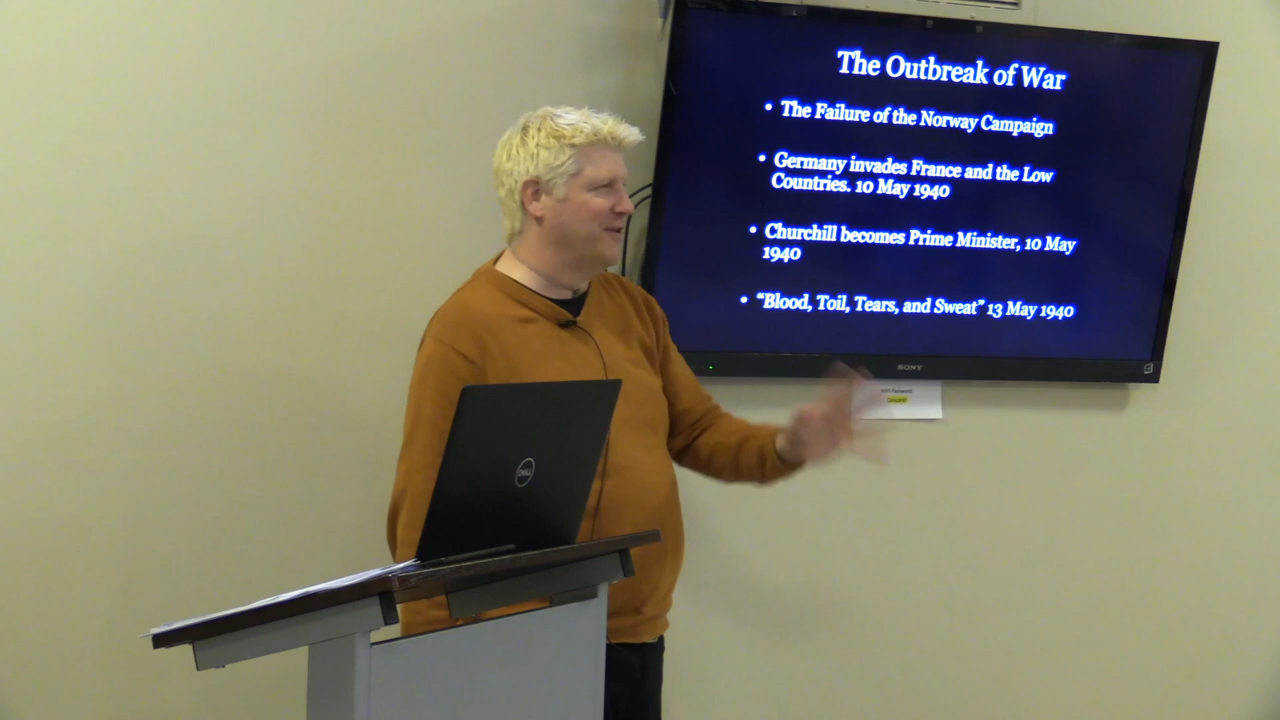 The Outbreak of War
• The Failure of the Norway Campaign
• Germany invades France and the Low
Countries. 10 May 1940
• Churchill becomes Prime Minister, 10 May
1940
• “Blood, Toil, Tears, and Sweat” 13 May 1940
SONY
DELL